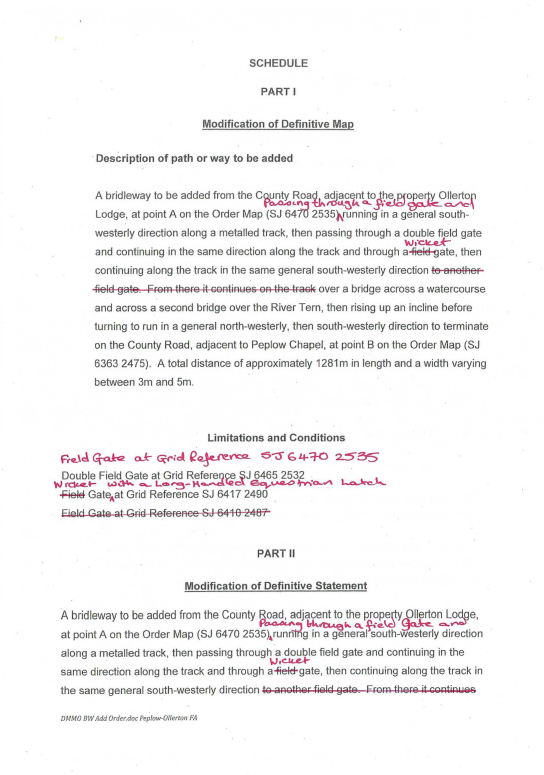 SCHEDULE
PART I
Modification of Definitive Map
Description of path or way to be added
A bridleway to be added from the County Road, adjacent to the property Ollerton
Passing through a field gate and
Lodge, at point A on the Order Map (SJ 6470 2535) running in a general south-
westerly direction along a metalled track, then passing through a double field gate
Wicket
and continuing in the same direction along the track and through a field gate, then
continuing along the track in the same general south-westerly direction to another
field gate. From there it continues on the track over a bridge across a watercourse
and across a second bridge over the River Tern, then rising up an incline before
turning to run in a general north-westerly, then south-westerly direction to terminate
on the County Road, adjacent to Peplow Chapel, at point B on the Order Map (SJ
6363 2475). A total distance of approximately 1281m in length and a width varying
between 3m and 5m.
Limitations and Conditions
Field Gate at Grid Reference SJ 6470 2535
Double Field Gate at Grid Reference SJ 6465 2532
Wicket with a Long-Handled Equestrian Latch
Field Gate at Grid Reference SJ 6417 2490
Field Gate at Grid Reference SJ 6410 2487
PART II
Modification of Definitive Statement
A bridleway to be added from the County Road, adjacent to the property Ollerton Lodge,
Passing through a field Gate and
at point A on the Order Map (SJ 6470 2535) running in a general south-westerly direction
along a metalled track, then passing through a double field gate and continuing in the
Wicket
same direction along the track and through a field gate, then continuing along the track in
the same general south-westerly direction to another field gate. From there it continues
DMMO BW Add Order.doc Peplow-Ollerton FA